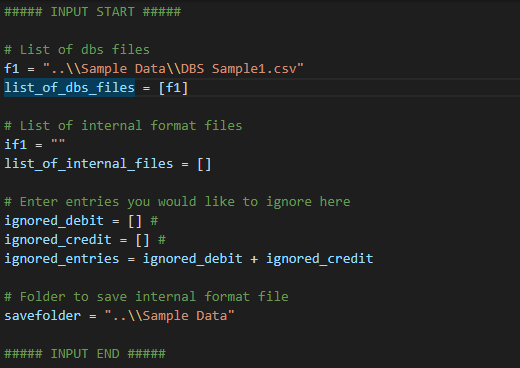 ##### INPUT START #####
# List of dbs files
f1 = "..\\Sample Data\\DBS Sample1.csv"
list_of_dbs_files = [f1]
# List of internal format files
if1 = ""
list_of_internal_files = []
# Enter entries you would like to ignore here
ignored_debit = [] #
ignored_credit = [] #
ignored_entries = ignored_debit + ignored_credit
# Folder to save internal format file
savefolder = "..\\Sample Data"
##### INPUT END #####